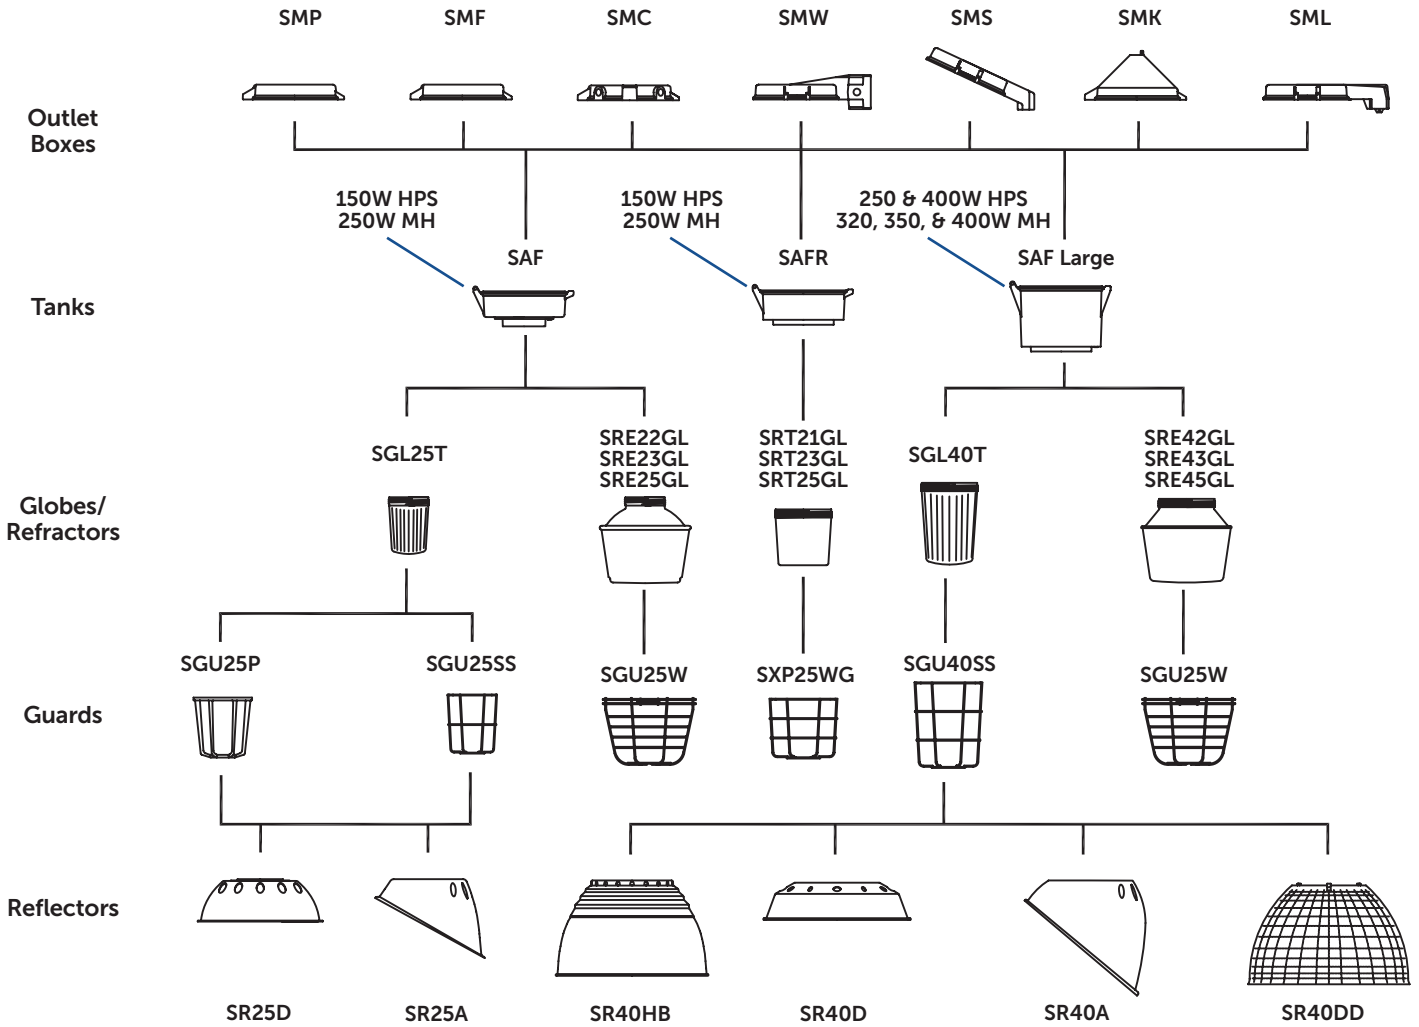 SMP
SMF
SMC
SMW
SMS
SMK
SML
Outlet
Boxes
150W HPS
250W MH
150W HPS
250W MH
250 & 400W HPS
320, 350, & 400W MH
SAF
SAFR
SAF Large
Tanks
SGL25T
SRE22GL
SRE23GL
SRE25GL
SRT21GL
SRT23GL
SRT25GL
SGL40T
SRE42GL
SRE43GL
SRE45GL
Globes/
Refractors
SGU25P
SGU25SS
SGU25W
SXP25WG
SGU40SS
SGU25W
Guards
Reflectors
SR25D
SR25A
SR40HB
SR40D
SR40A
SR40DD